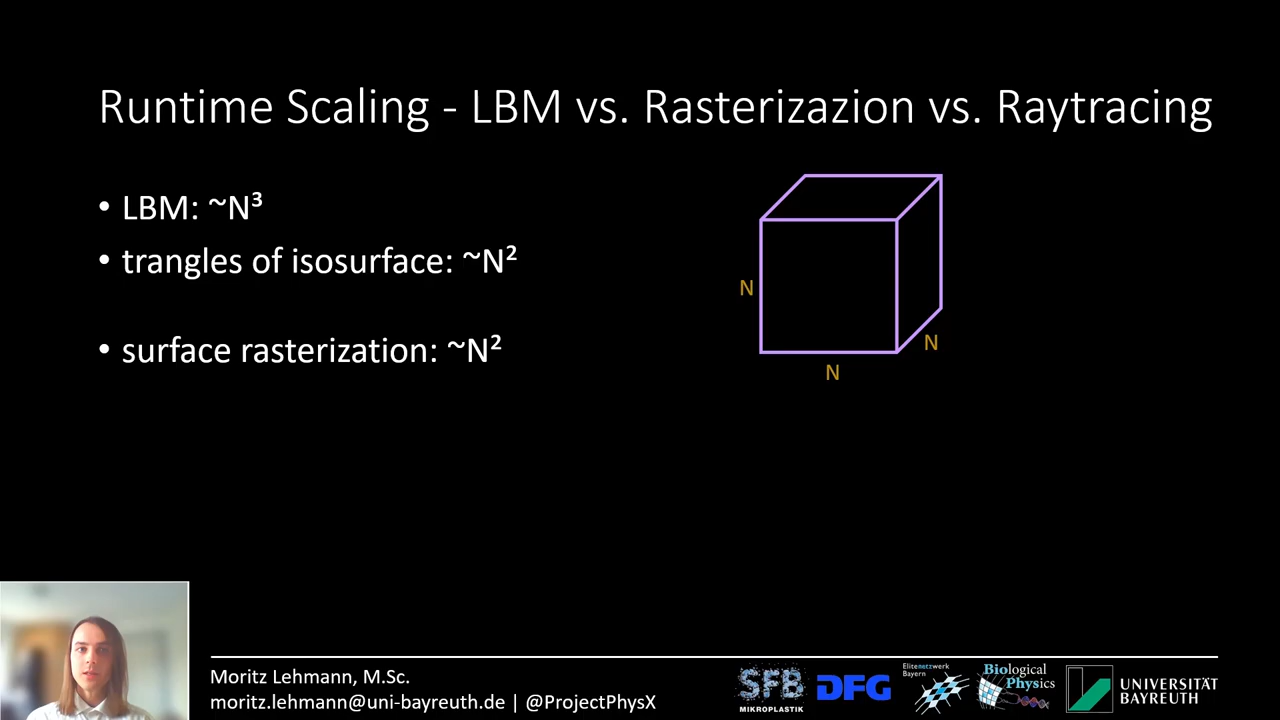 Runtime Scaling - LBM vs. Rasterizazion vs. Raytracing
• LBM: ~N³
• trangles of isosurface: ~N²
• surface rasterization: ~N²
N
N
N
Moritz Lehmann, M.Sc.
moritz.lehmann@uni-bayreuth.de | @ProjectPhysX
SFB
MIKROPLASTIK
DFG
Elitenetzwerk
Bayern
Biological
Physics
UNIVERSITÄT
BAYREUTH